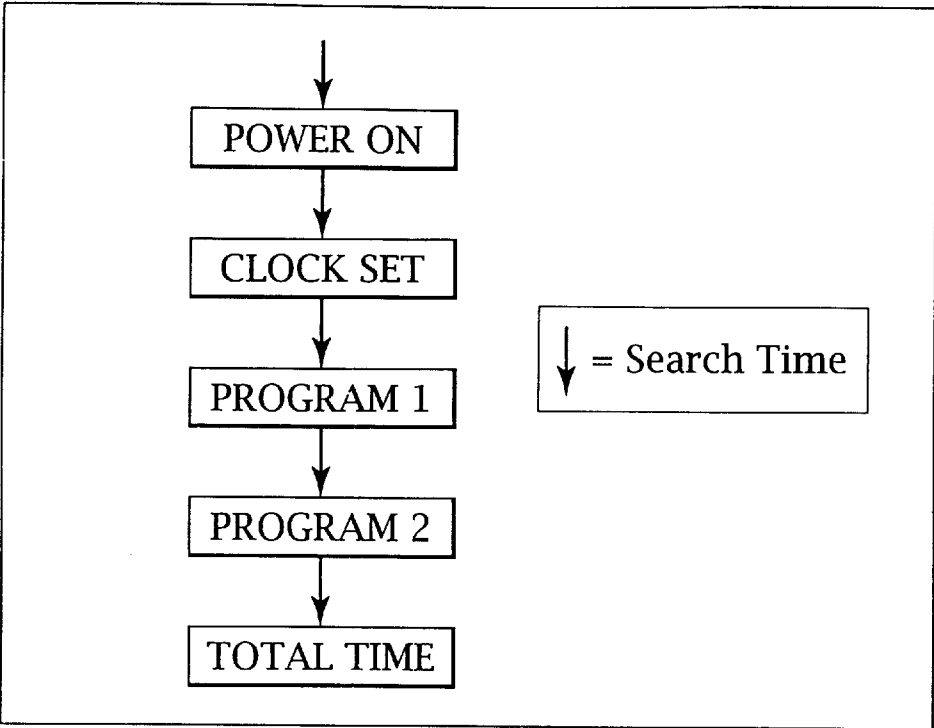 POWER ON
CLOCK SET
PROGRAM 1
= Search Time
PROGRAM 2
TOTAL TIME